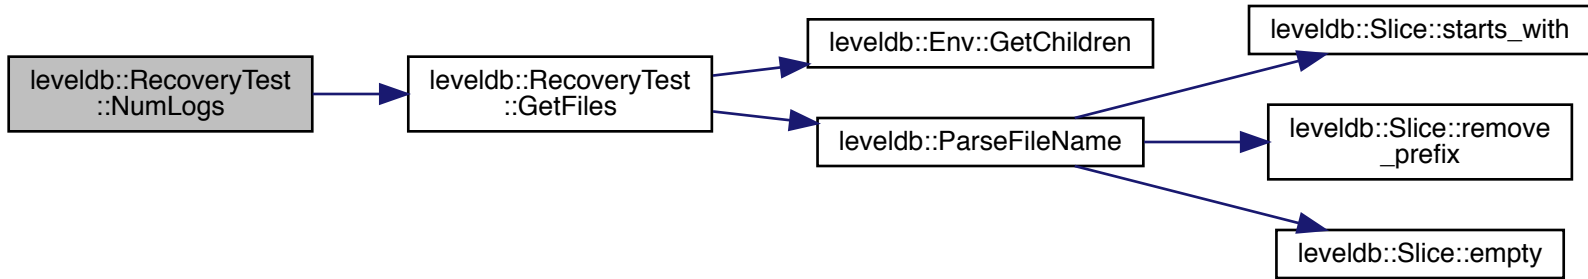 leveldb::RecoveryTest
::NumLogs
leveldb::RecoveryTest
::GetFiles
leveldb::Env::GetChildren
leveldb::ParseFileName
leveldb::Slice::starts_with
leveldb::Slice::remove
_prefix
leveldb::Slice::empty